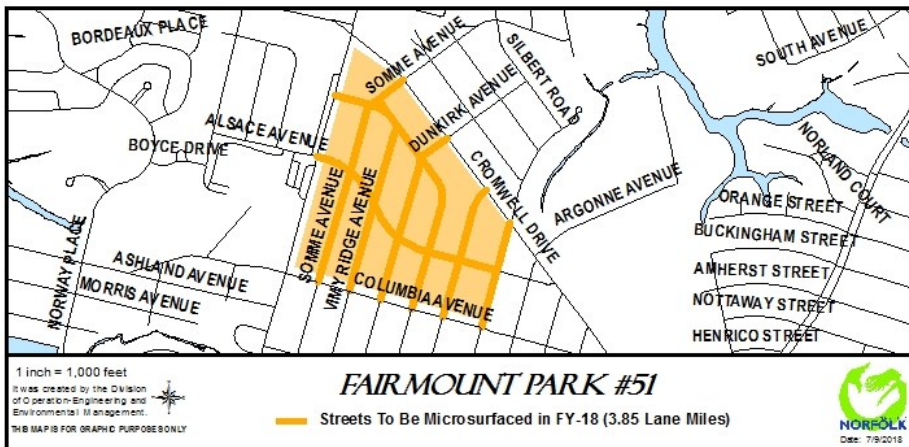 BORDEAUX PLACE
SOMME AVENUE
SILBERT ROAD
SOUTH AVENUE
DUNKIRK AVENUE
ALSACE AVENUE
BOYCE DRIVE
CROMWELL DRIVE
NORLAND COURT
ARGONNE AVENUE
ORANGE STREET
BUCKINGHAM STREET
SOMME AVENUE
VIMY RIDGE AVENUE
NORWAY PLACE
ASHLAND AVENUE
AMHERST STREET
MORRIS AVENUE
COLUMBIA AVENUE
NOTTAWAY STREET
HENRICO STREET
1 inch = 1,000 feet
It was created by the Division
of Operation-Engineering and
Environmental Management.
THIS MAP IS FOR GRAPHIC PURPOSES ONLY
FAIRMOUNT PARK #51
Streets To Be Microsurfaced in FY-18 (3.85 Lane Miles)
NORFOLK
Date: 7/9/2018